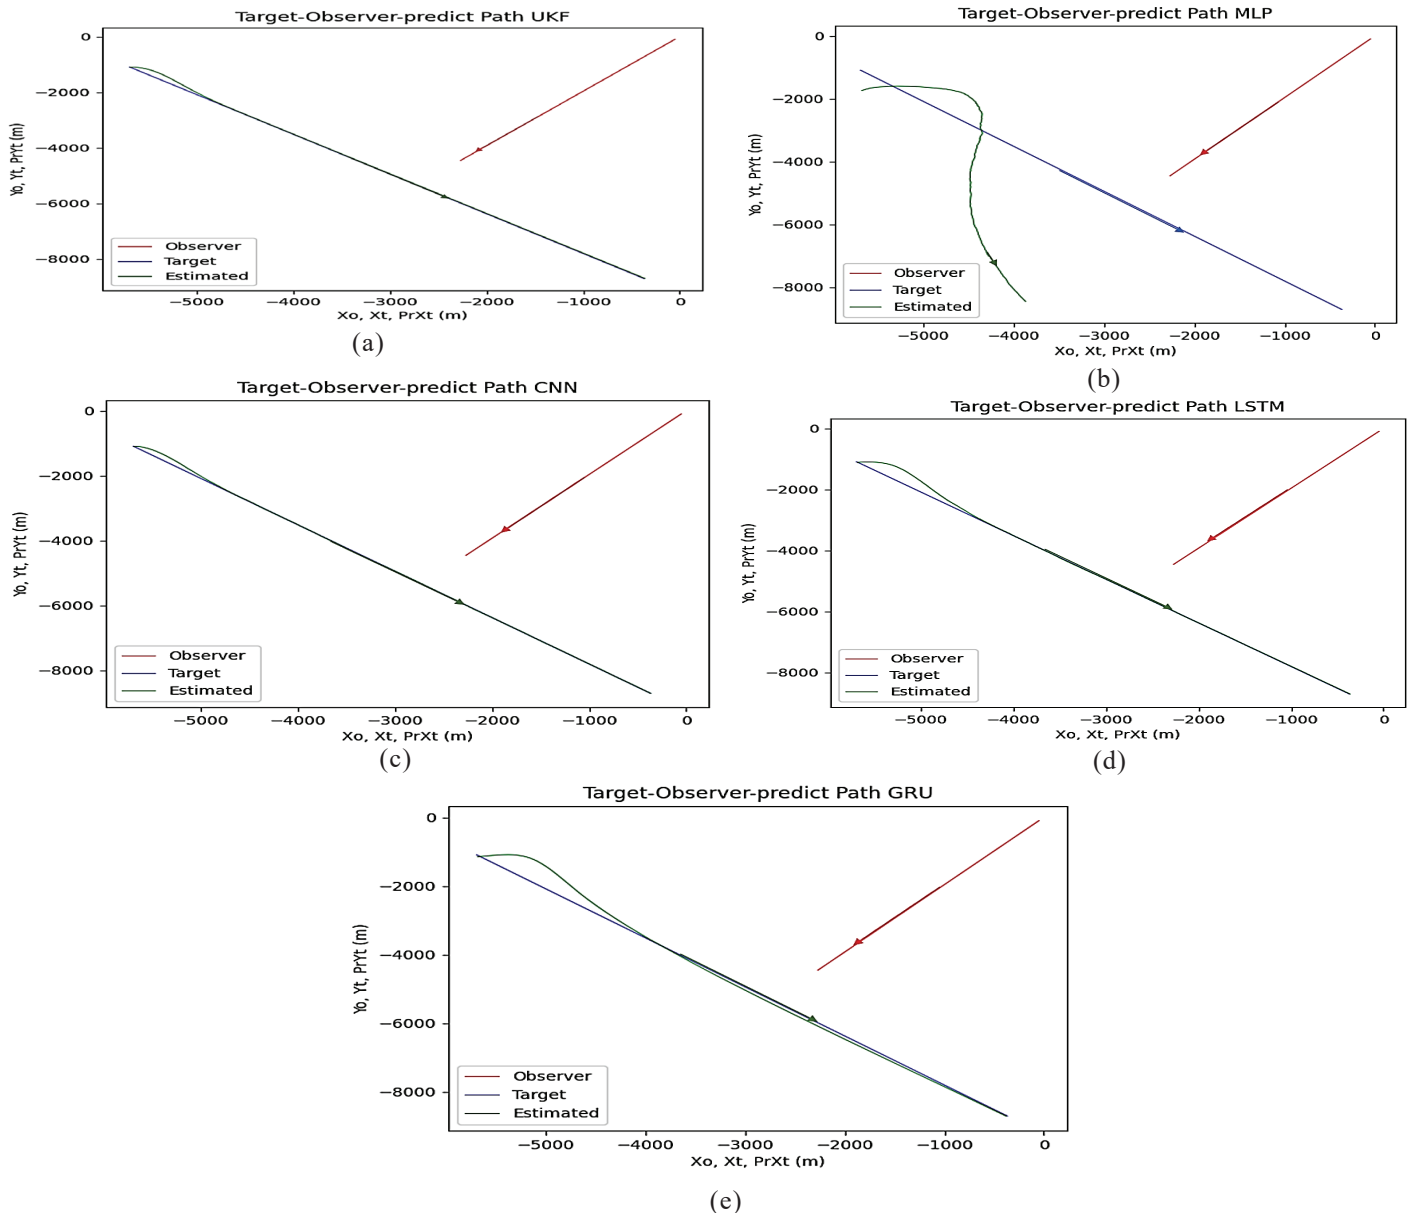 Target-Observer-predict Path UKF
0
−2000
−4000
−6000
−8000
Yo, Yt, PrYt (m)
Observer
Target
Estimated
−5000 −4000 −3000 −2000 −1000 0
Xo, Xt, PrXt (m)
(a)
Target-Observer-predict Path MLP
0
−2000
−4000
−6000
−8000
Yo, Yt, PrYt (m)
Observer
Target
Estimated
−5000 −4000 −3000 −2000 −1000 0
Xo, Xt, PrXt (m)
(b)
Target-Observer-predict Path CNN
0
−2000
−4000
−6000
−8000
Yo, Yt, PrYt (m)
Observer
Target
Estimated
−5000 −4000 −3000 −2000 −1000 0
Xo, Xt, PrXt (m)
(c)
Target-Observer-predict Path LSTM
0
−2000
−4000
−6000
−8000
Yo, Yt, PrYt (m)
Observer
Target
Estimated
−5000 −4000 −3000 −2000 −1000 0
Xo, Xt, PrXt (m)
(d)
Target-Observer-predict Path GRU
0
−2000
−4000
−6000
−8000
Yo, Yt, PrYt (m)
Observer
Target
Estimated
−5000 −4000 −3000 −2000 −1000 0
Xo, Xt, PrXt (m)
(e)